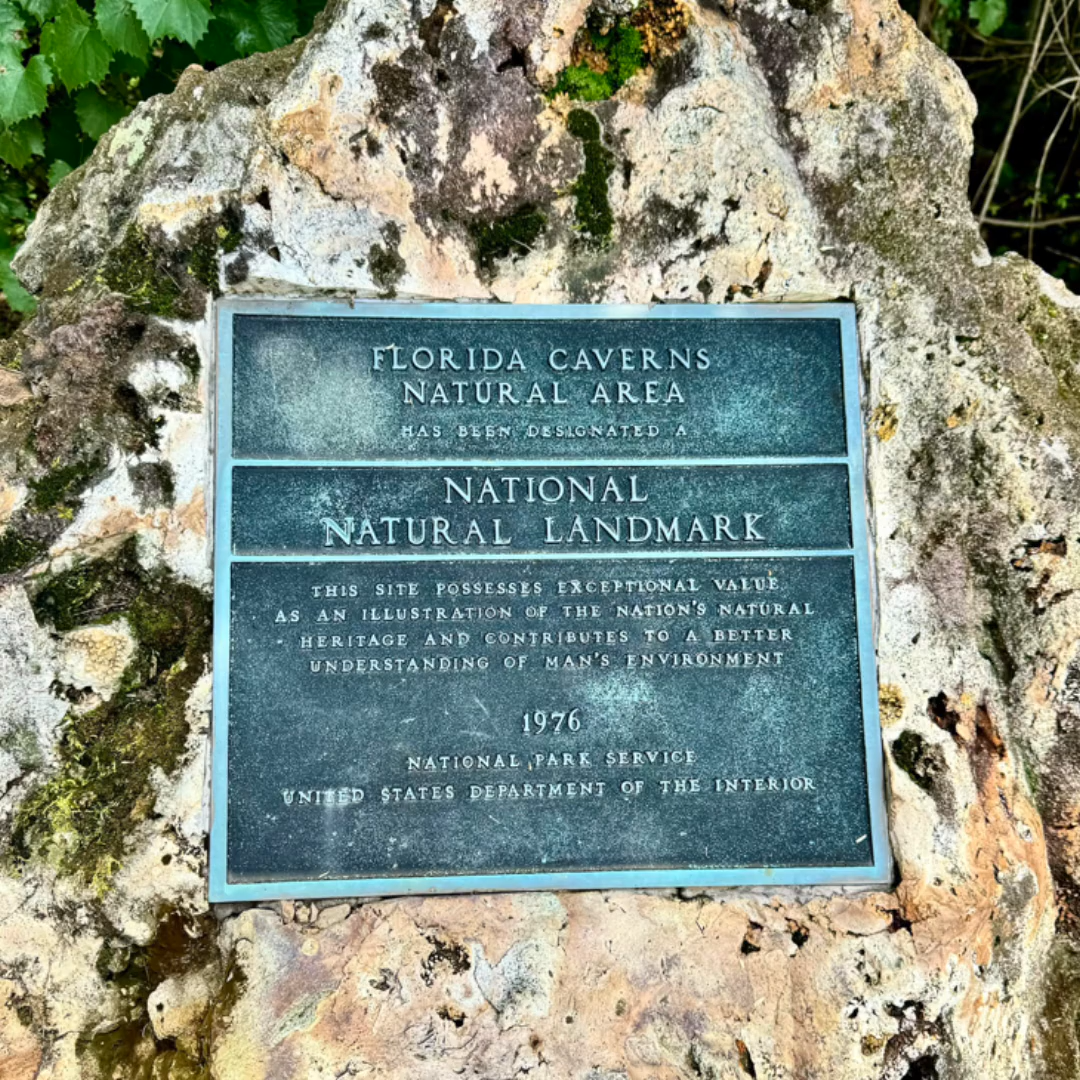 FLORIDA CAVERNS
NATURAL AREA
HAS BEEN DESIGNATED A
NATIONAL
NATURAL LANDMARK
THIS SITE POSSESSES EXCEPTIONAL VALUE
AS AN ILLUSTRATION OF THE NATION'S NATURAL
HERITAGE AND CONTRIBUTES TO A BETTER
UNDERSTANDING OF MAN'S ENVIRONMENT
1976
NATIONAL PARK SERVICE
UNITED STATES DEPARTMENT OF THE INTERIOR